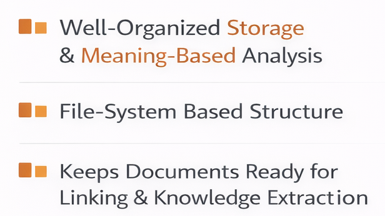 Well-Organized Storage
& Meaning-Based Analysis
File-System Based Structure
Keeps Documents Ready for
Linking & Knowledge Extraction